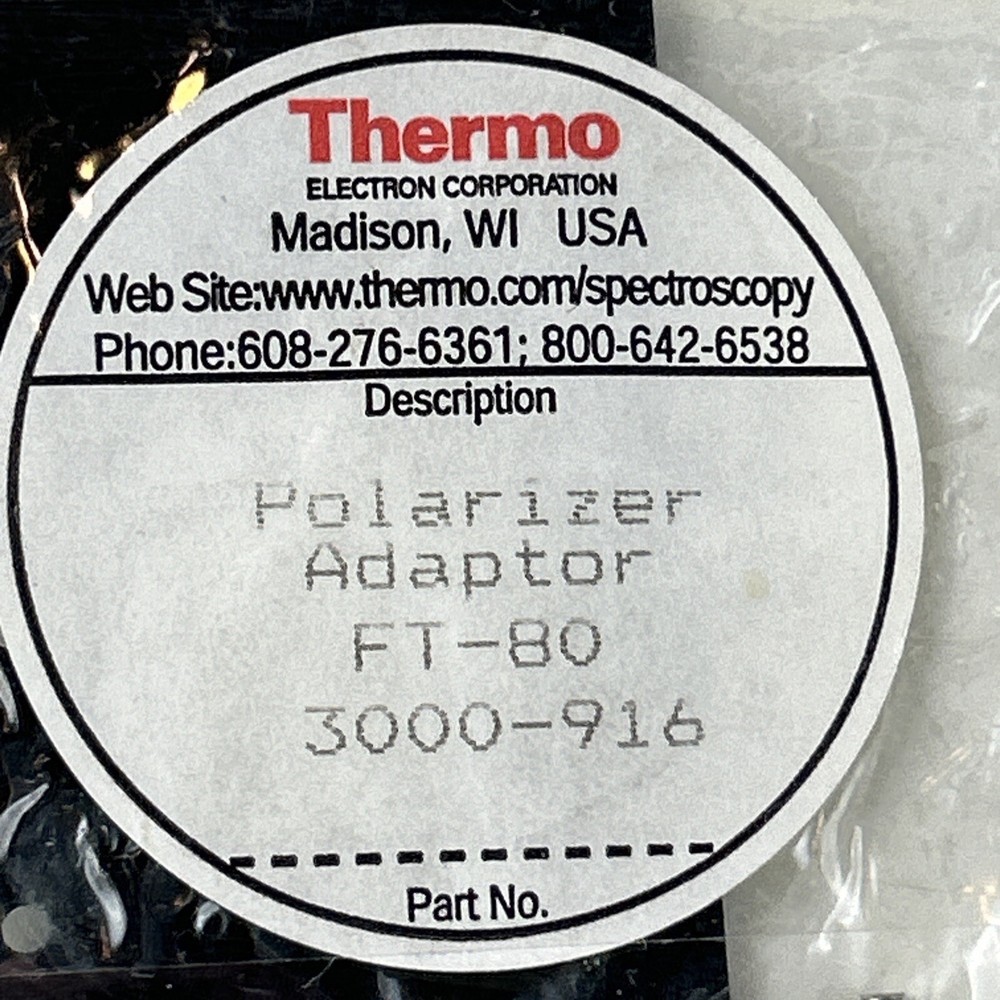 Thermo
ELECTRON CORPORATION
Madison, WI USA
Web Site:www.thermo.com/spectroscopy
Phone:608-276-6361; 800-642-6538
Description
Polarizer
Adaptor
FT-80
3000-916
Part No.